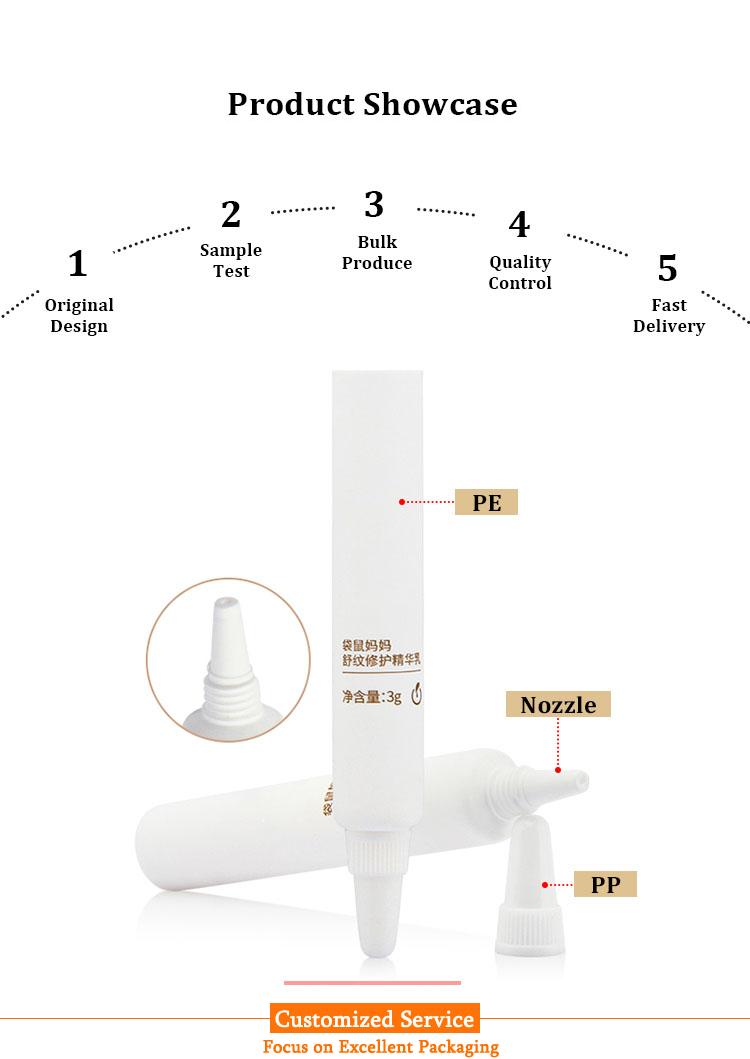 Product Showcase
1
Original
Design
2
Sample
Test
3
Bulk
Produce
4
Quality
Control
5
Fast
Delivery
PE
袋鼠妈妈
舒纹修护精华乳
净含量:3g
Nozzle
PP
Customized Service
Focus on Excellent Packaging